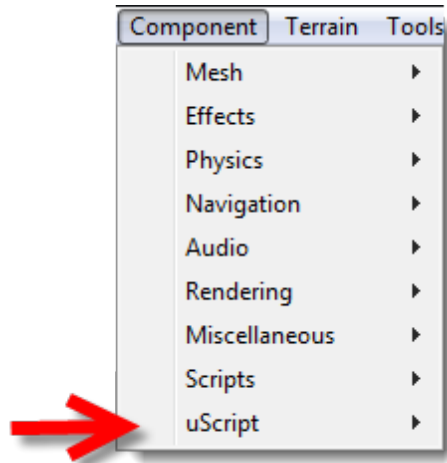 Component Terrain Tools
Mesh
Effects
Physics
Navigation
Audio
Rendering
Miscellaneous
Scripts
uScript